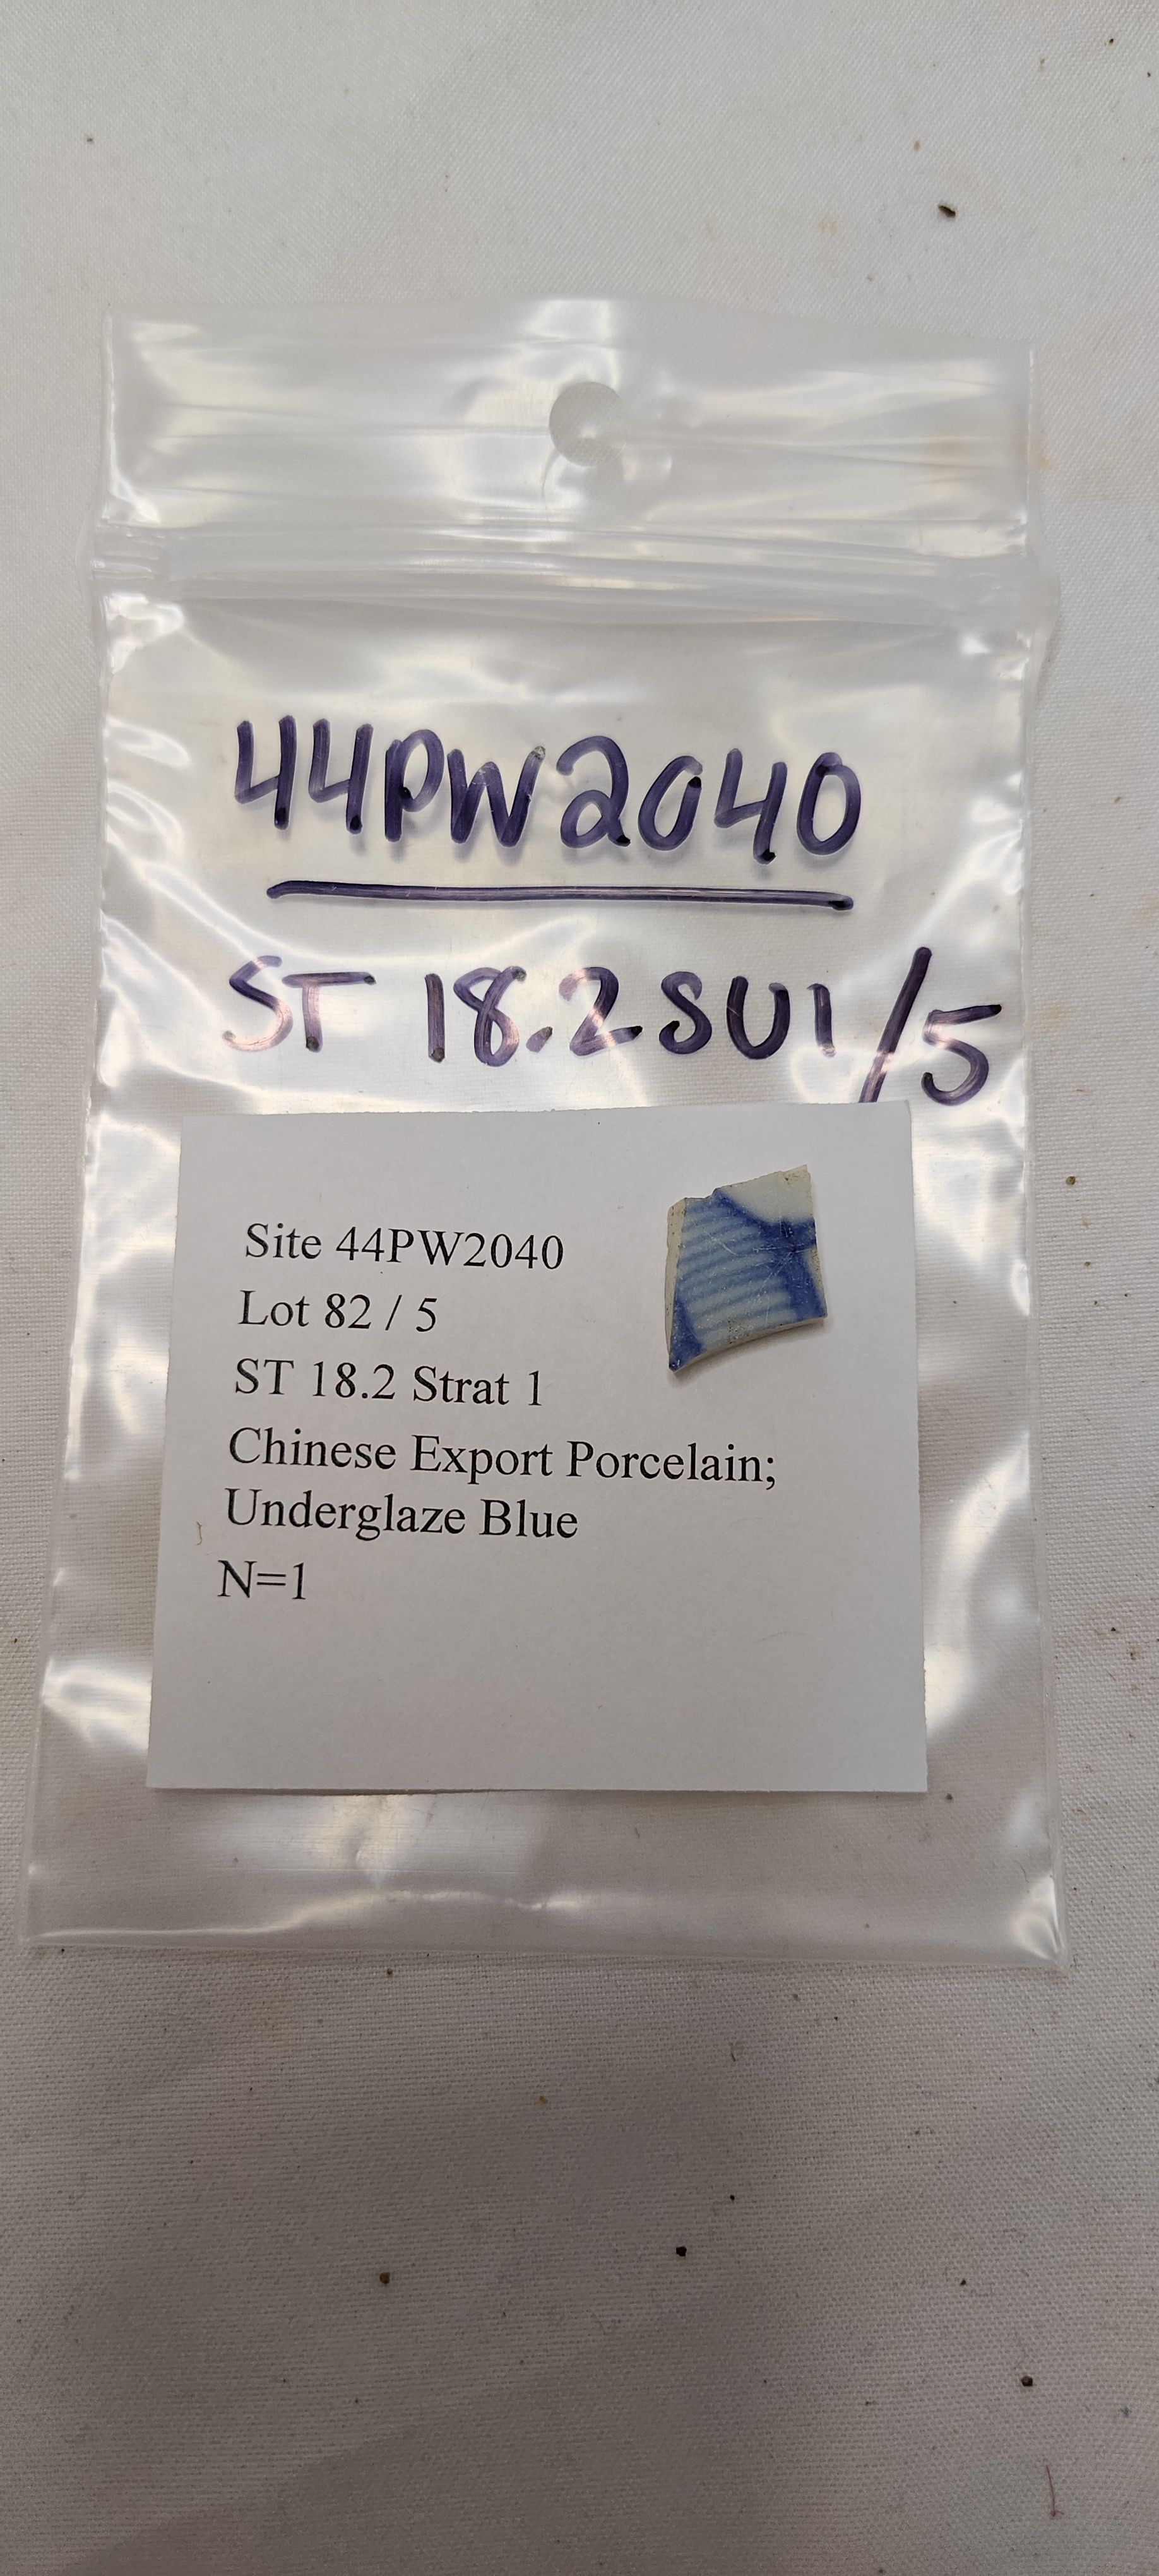 44PW2040
ST 18.2 SU1/5
Site 44PW2040
Lot 82 / 5
ST 18.2 Strat 1
Chinese Export Porcelain;
Underglaze Blue
N=1